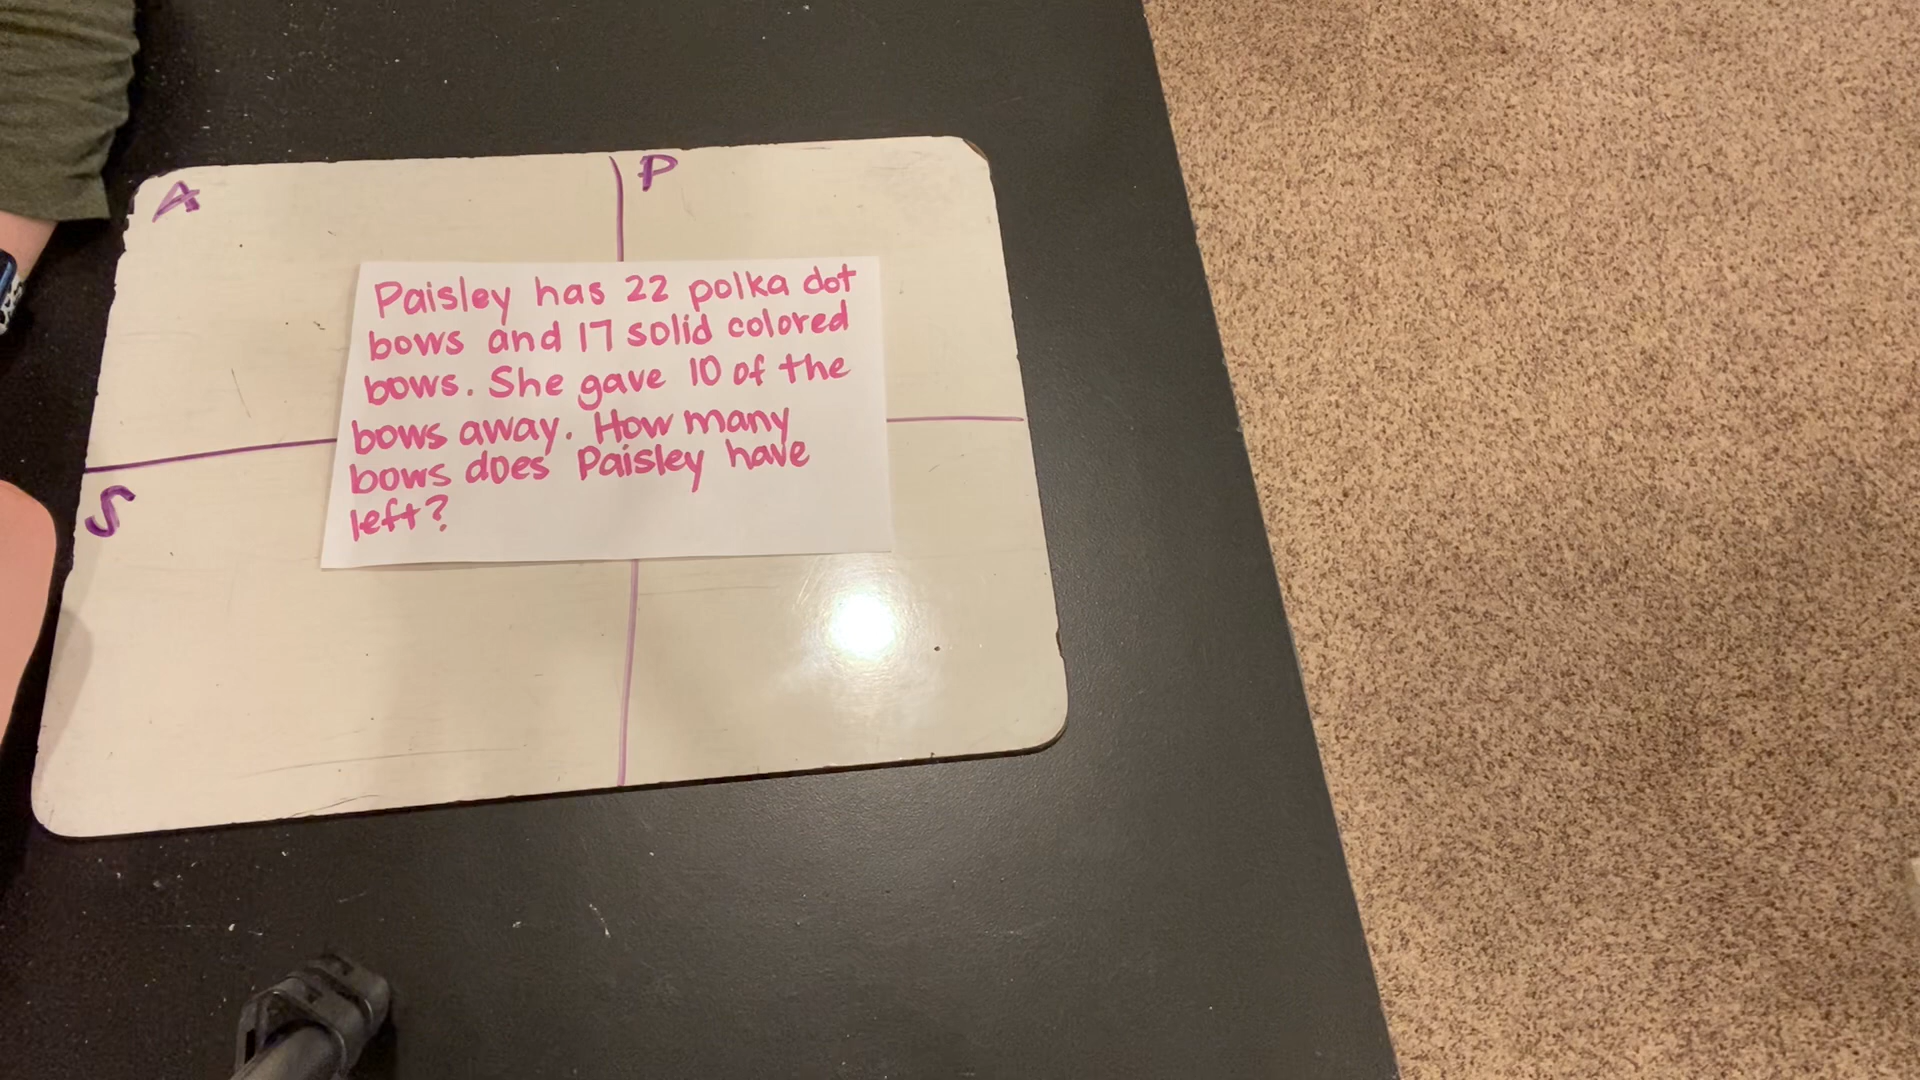 A
P
Paisley has 22 polka dot
bows and 17 solid colored
bows. She gave 10 of the
bows away. How many
bows does Paisley have
left?
S